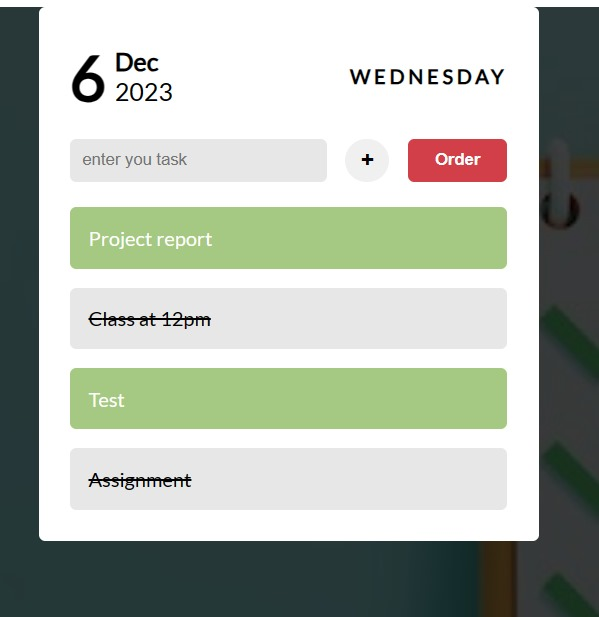 6
Dec
2023
WEDNESDAY
enter you task
+
Order
Project report
Class at 12pm
Test
Assignment